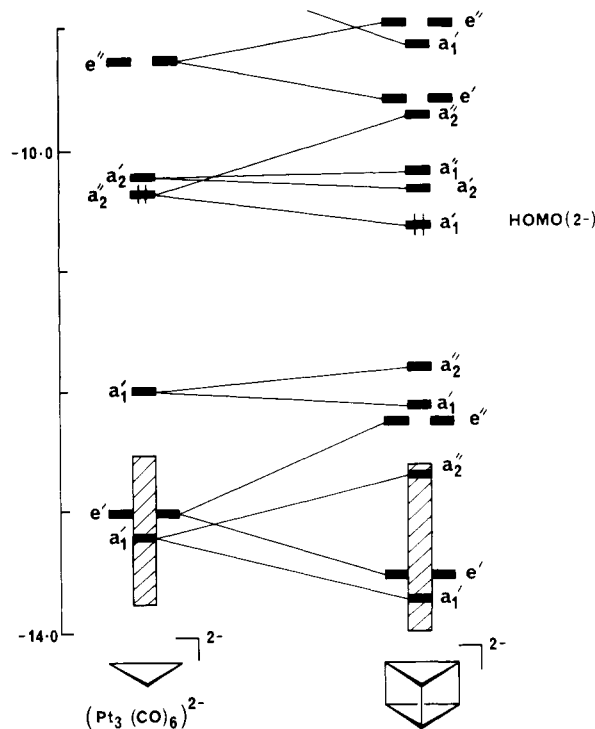 e″
a₁′
e″
e′
a₂″
-10.0
a₂′
a₁″
a₂′
a₂″
a₁′
HOMO(2-)
a₂″
a₁′
a₁′
e″
a₂″
e′
a₁′
e′
a₁′
-14.0
2-
2-
(Pt₃ (CO)₆)²⁻